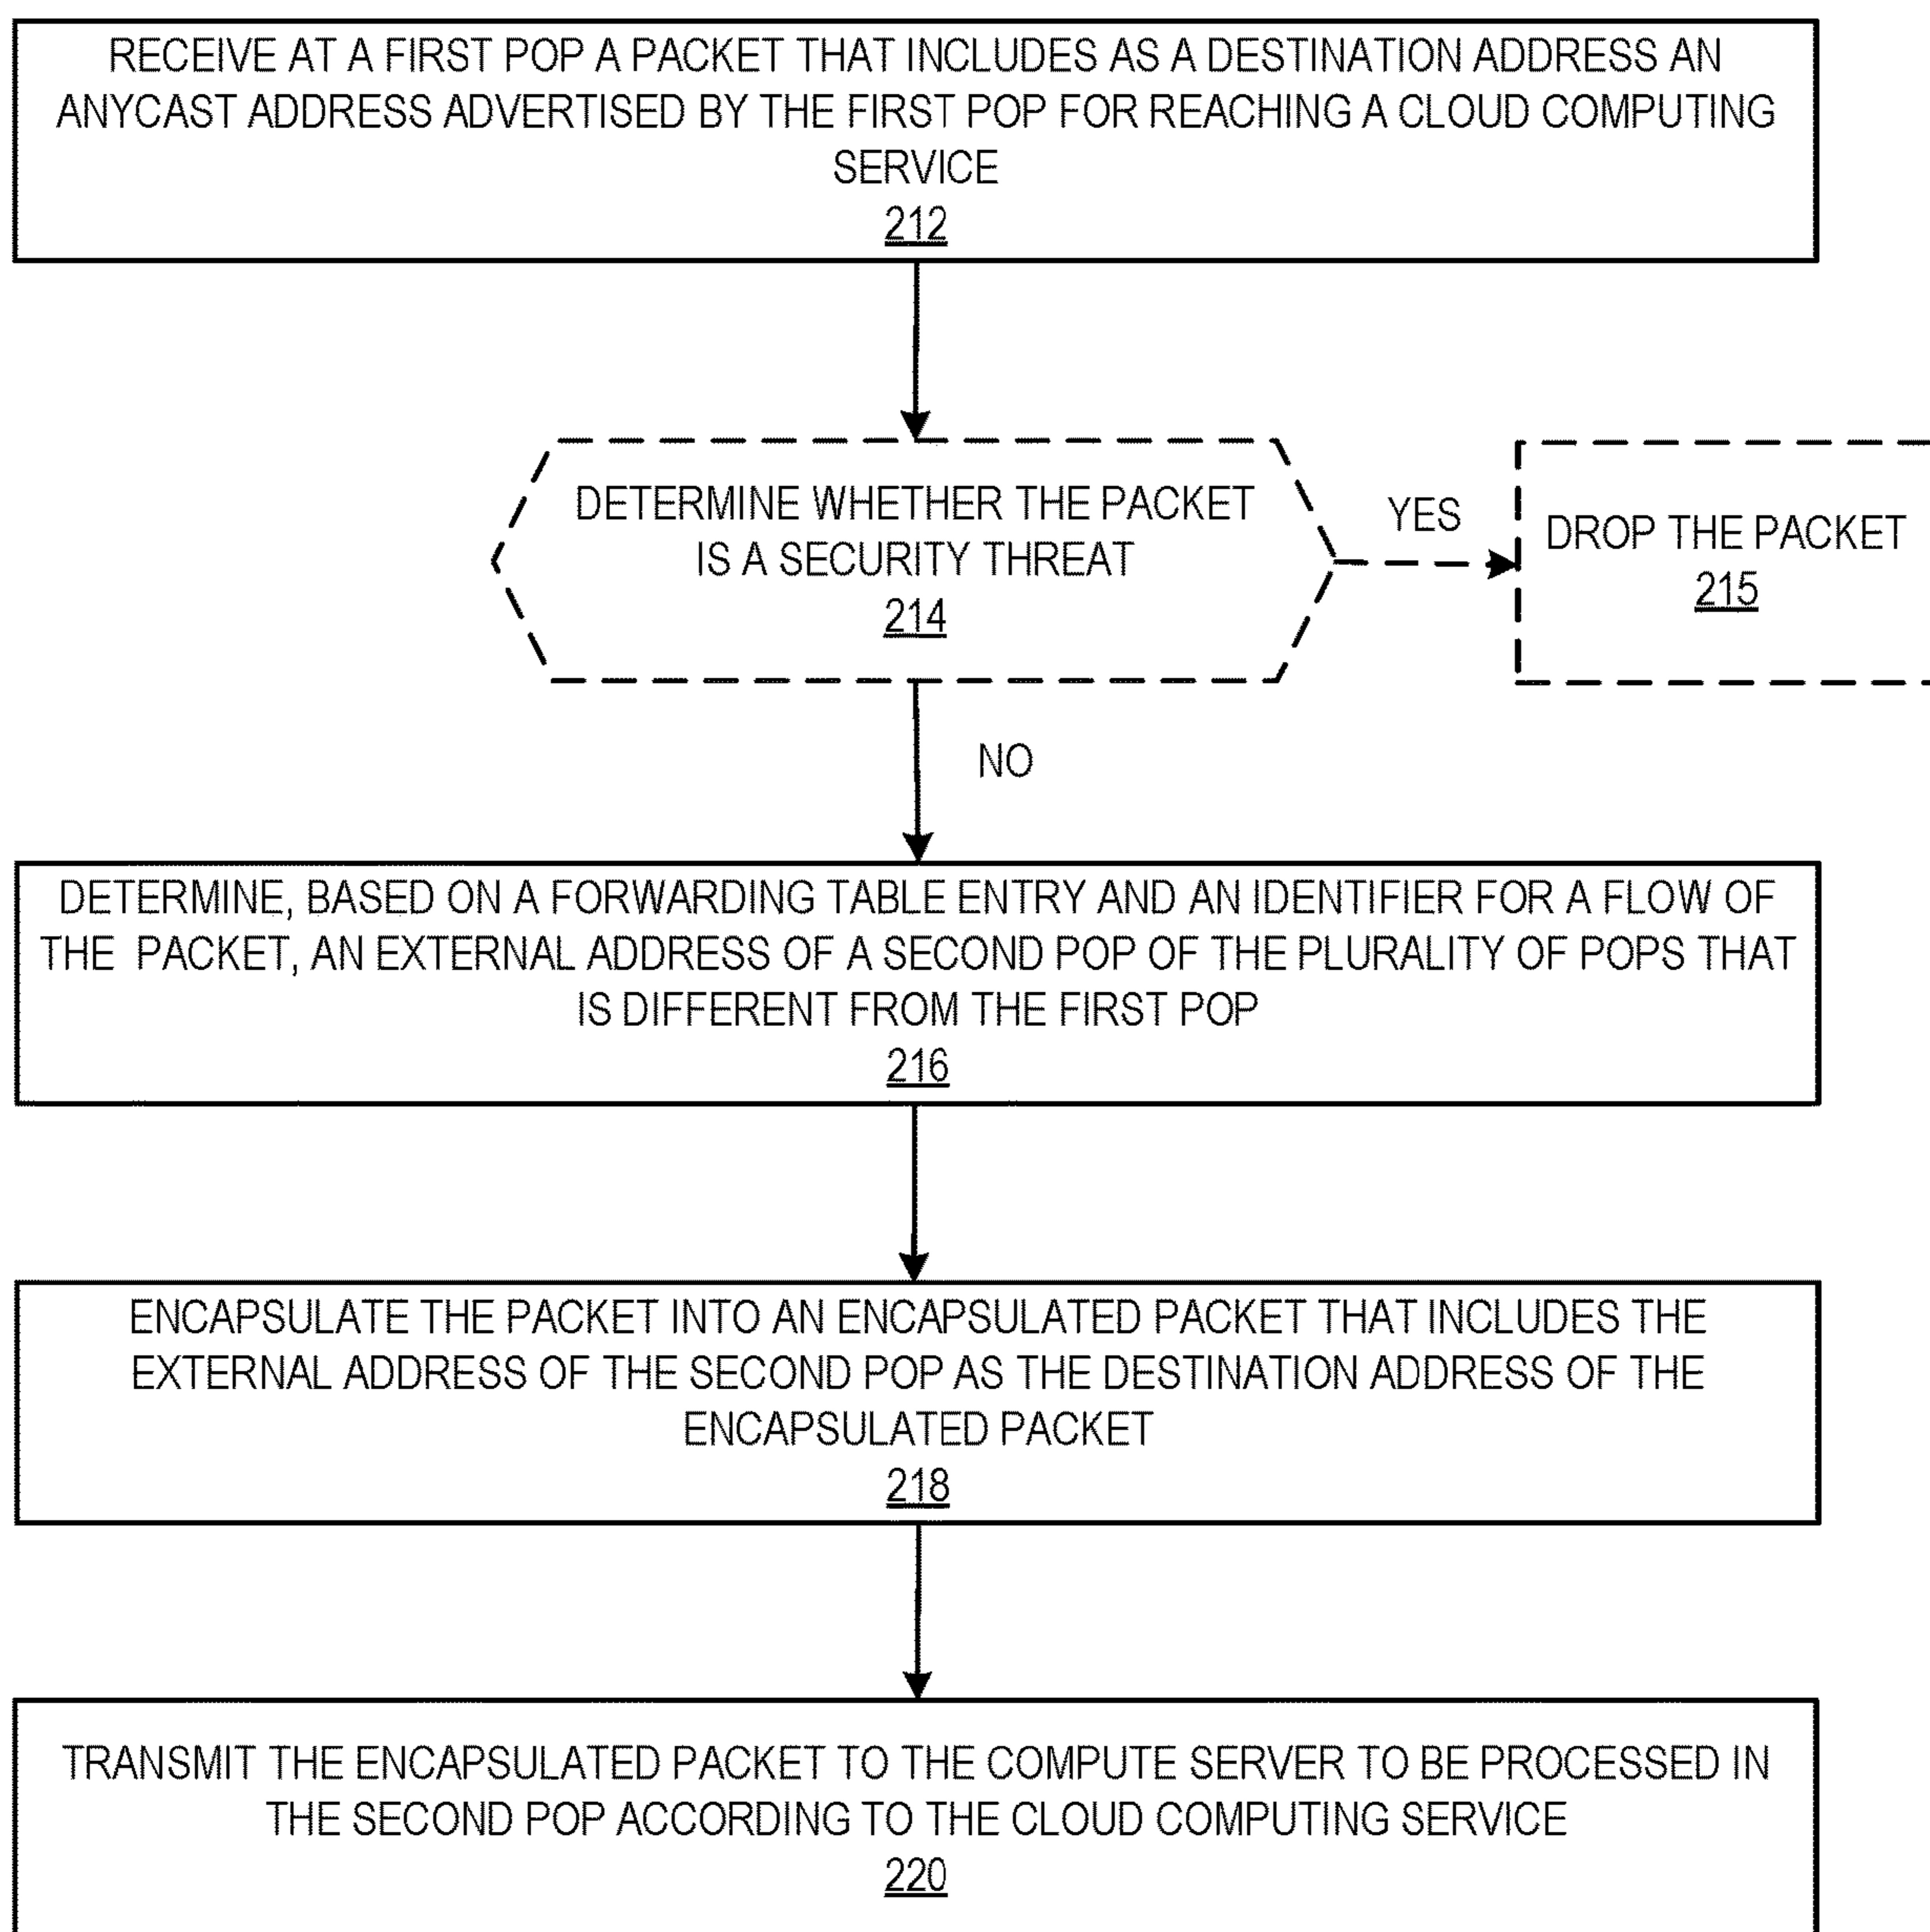 RECEIVE AT A FIRST POP A PACKET THAT INCLUDES AS A DESTINATION ADDRESS AN
ANYCAST ADDRESS ADVERTISED BY THE FIRST POP FOR REACHING A CLOUD COMPUTING
SERVICE
212
DETERMINE WHETHER THE PACKET
IS A SECURITY THREAT
214
YES
DROP THE PACKET
215
NO
DETERMINE, BASED ON A FORWARDING TABLE ENTRY AND AN IDENTIFIER FOR A FLOW OF
THE PACKET, AN EXTERNAL ADDRESS OF A SECOND POP OF THE PLURALITY OF POPS THAT
IS DIFFERENT FROM THE FIRST POP
216
ENCAPSULATE THE PACKET INTO AN ENCAPSULATED PACKET THAT INCLUDES THE
EXTERNAL ADDRESS OF THE SECOND POP AS THE DESTINATION ADDRESS OF THE
ENCAPSULATED PACKET
218
TRANSMIT THE ENCAPSULATED PACKET TO THE COMPUTE SERVER TO BE PROCESSED IN
THE SECOND POP ACCORDING TO THE CLOUD COMPUTING SERVICE
220